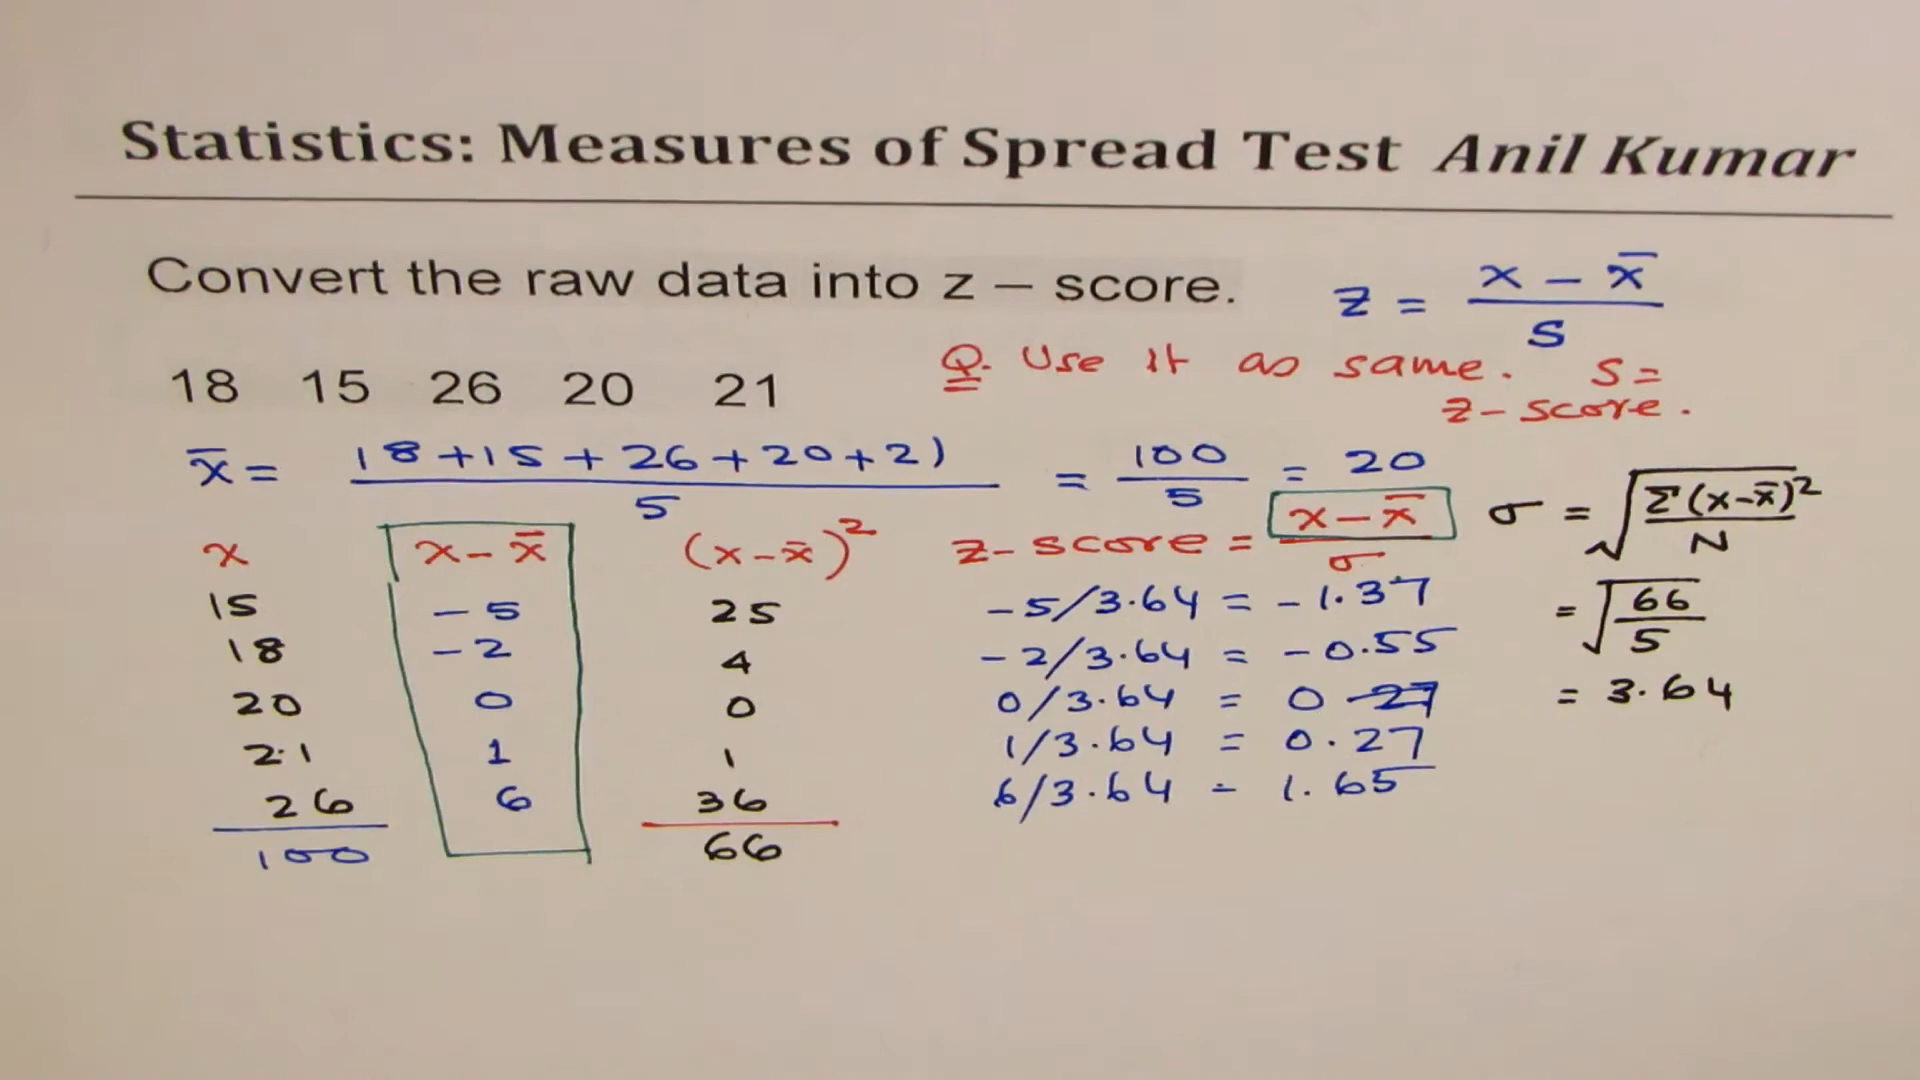 Statistics: Measures of Spread Test Anil Kumar
Convert the raw data into z – score.
z = x – x̄ / s
Q. Use it as same. s =
z – score.
18 15 26 20 21
x̄ = 18+15+26+20+21 / 5 = 100 / 5 = 20
x x – x̄ (x–x̄)² z – score = x – x̄ / σ σ = √Σ(x–x̄)² / N
15 –5 25 –5/3.64 = –1.37 = √66/5
18 –2 4 –2/3.64 = –0.55
20 0 0 0/3.64 = 0 27 = 3.64
21 1 1 1/3.64 = 0.27
26 6 36 6/3.64 = 1.65
100 66